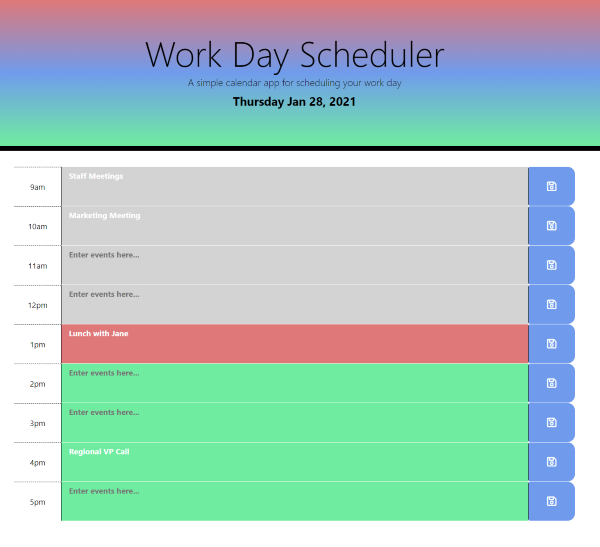 Work Day Scheduler
A simple calendar app for scheduling your work day
Thursday Jan 28, 2021
9am Staff Meetings
10am Marketing Meeting
11am Enter events here...
12pm Enter events here...
1pm Lunch with Jane
2pm Enter events here...
3pm Enter events here...
4pm Regional VP Call
5pm Enter events here...